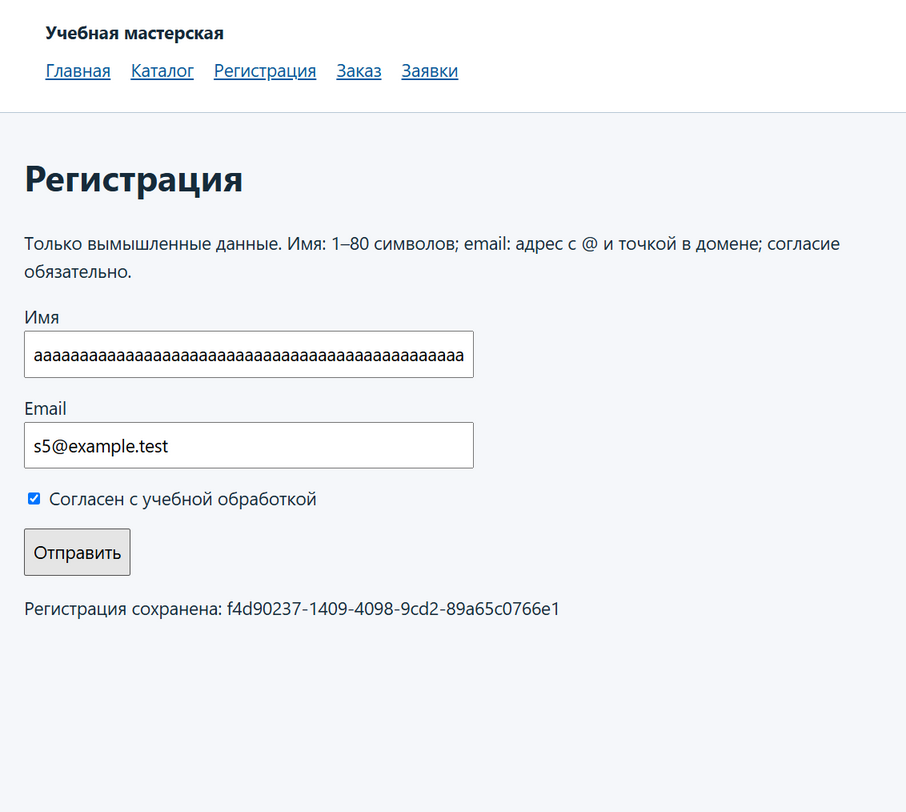 Учебная мастерская
Главная Каталог Регистрация Заказ Заявки
Регистрация
Только вымышленные данные. Имя: 1–80 символов; email: адрес с @ и точкой в домене; согласие
обязательно.
Имя
aaaaaaaaaaaaaaaaaaaaaaaaaaaaaaaaaaaaaaaaaaaaaaa
Email
s5@example.test
Согласен с учебной обработкой
Отправить
Регистрация сохранена: f4d90237-1409-4098-9cd2-89a65c0766e1